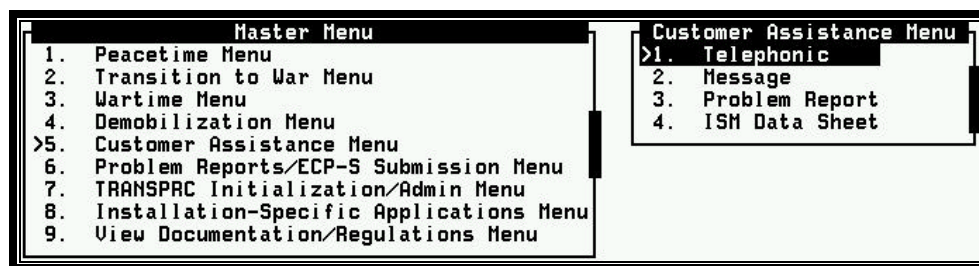 Master Menu
1. Peacetime Menu
2. Transition to War Menu
3. Wartime Menu
4. Demobilization Menu
>5. Customer Assistance Menu
6. Problem Reports/ECP-S Submission Menu
7. TRANSPRC Initialization/Admin Menu
8. Installation-Specific Applications Menu
9. View Documentation/Regulations Menu
Customer Assistance Menu
>1. Telephonic
2. Message
3. Problem Report
4. ISM Data Sheet